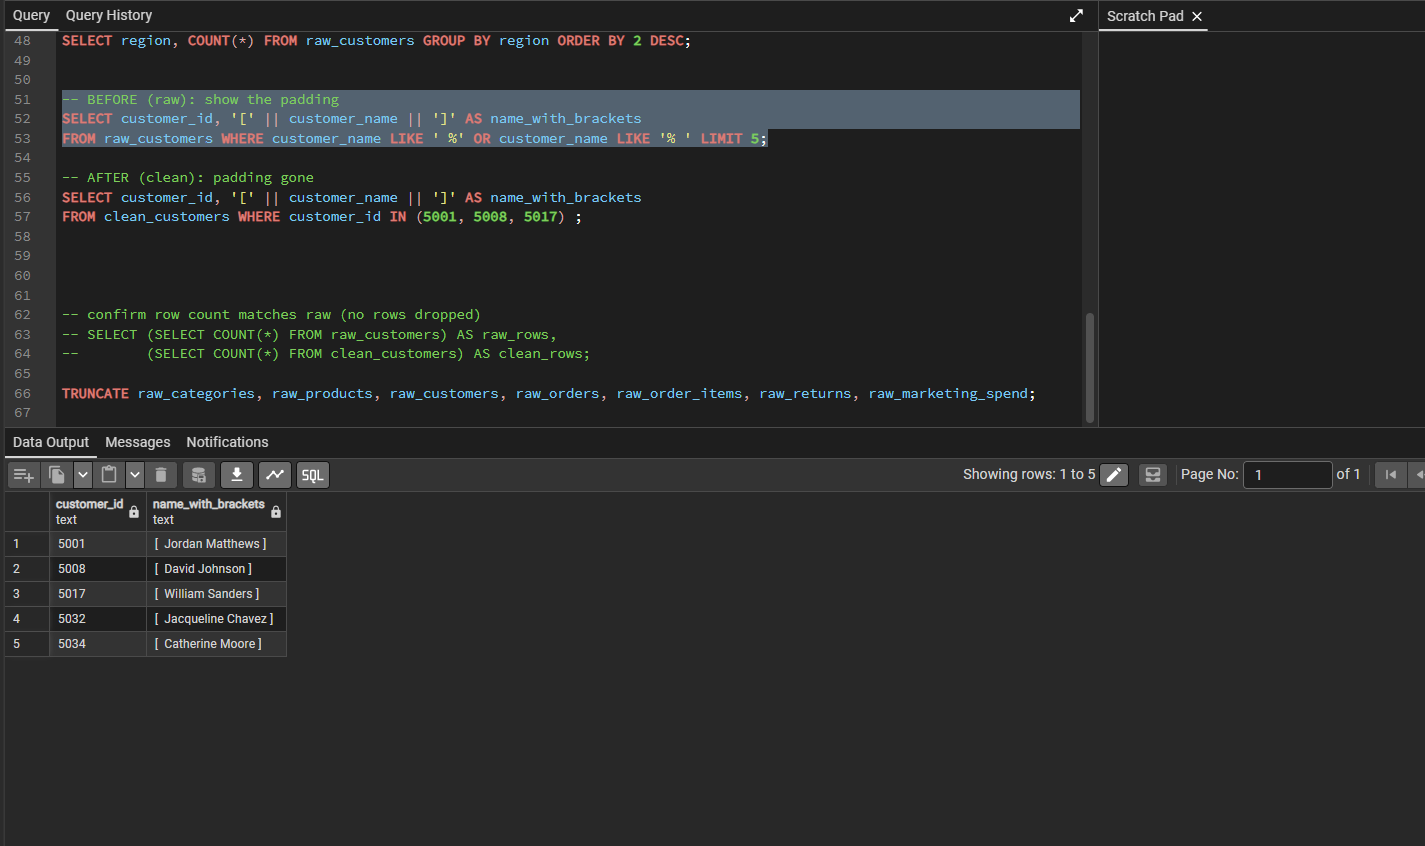 Query Query History
Scratch Pad
48 SELECT region, COUNT(*) FROM raw_customers GROUP BY region ORDER BY 2 DESC;
49
50
51 -- BEFORE (raw): show the padding
52 SELECT customer_id, '[' || customer_name || ']' AS name_with_brackets
53 FROM raw_customers WHERE customer_name LIKE ' %' OR customer_name LIKE '% ' LIMIT 5;
54
55 -- AFTER (clean): padding gone
56 SELECT customer_id, '[' || customer_name || ']' AS name_with_brackets
57 FROM clean_customers WHERE customer_id IN (5001, 5008, 5017) ;
58
59
60
61
62 -- confirm row count matches raw (no rows dropped)
63 -- SELECT (SELECT COUNT(*) FROM raw_customers) AS raw_rows,
64 --        (SELECT COUNT(*) FROM clean_customers) AS clean_rows;
65
66 TRUNCATE raw_categories, raw_products, raw_customers, raw_orders, raw_order_items, raw_returns, raw_marketing_spend;
67
Data Output Messages Notifications
SQL Showing rows: 1 to 5 Page No: 1 of 1
customer_id name_with_brackets
text text
1 5001 [  Jordan Matthews ]
2 5008 [  David Johnson ]
3 5017 [  William Sanders ]
4 5032 [  Jacqueline Chavez ]
5 5034 [  Catherine Moore ]